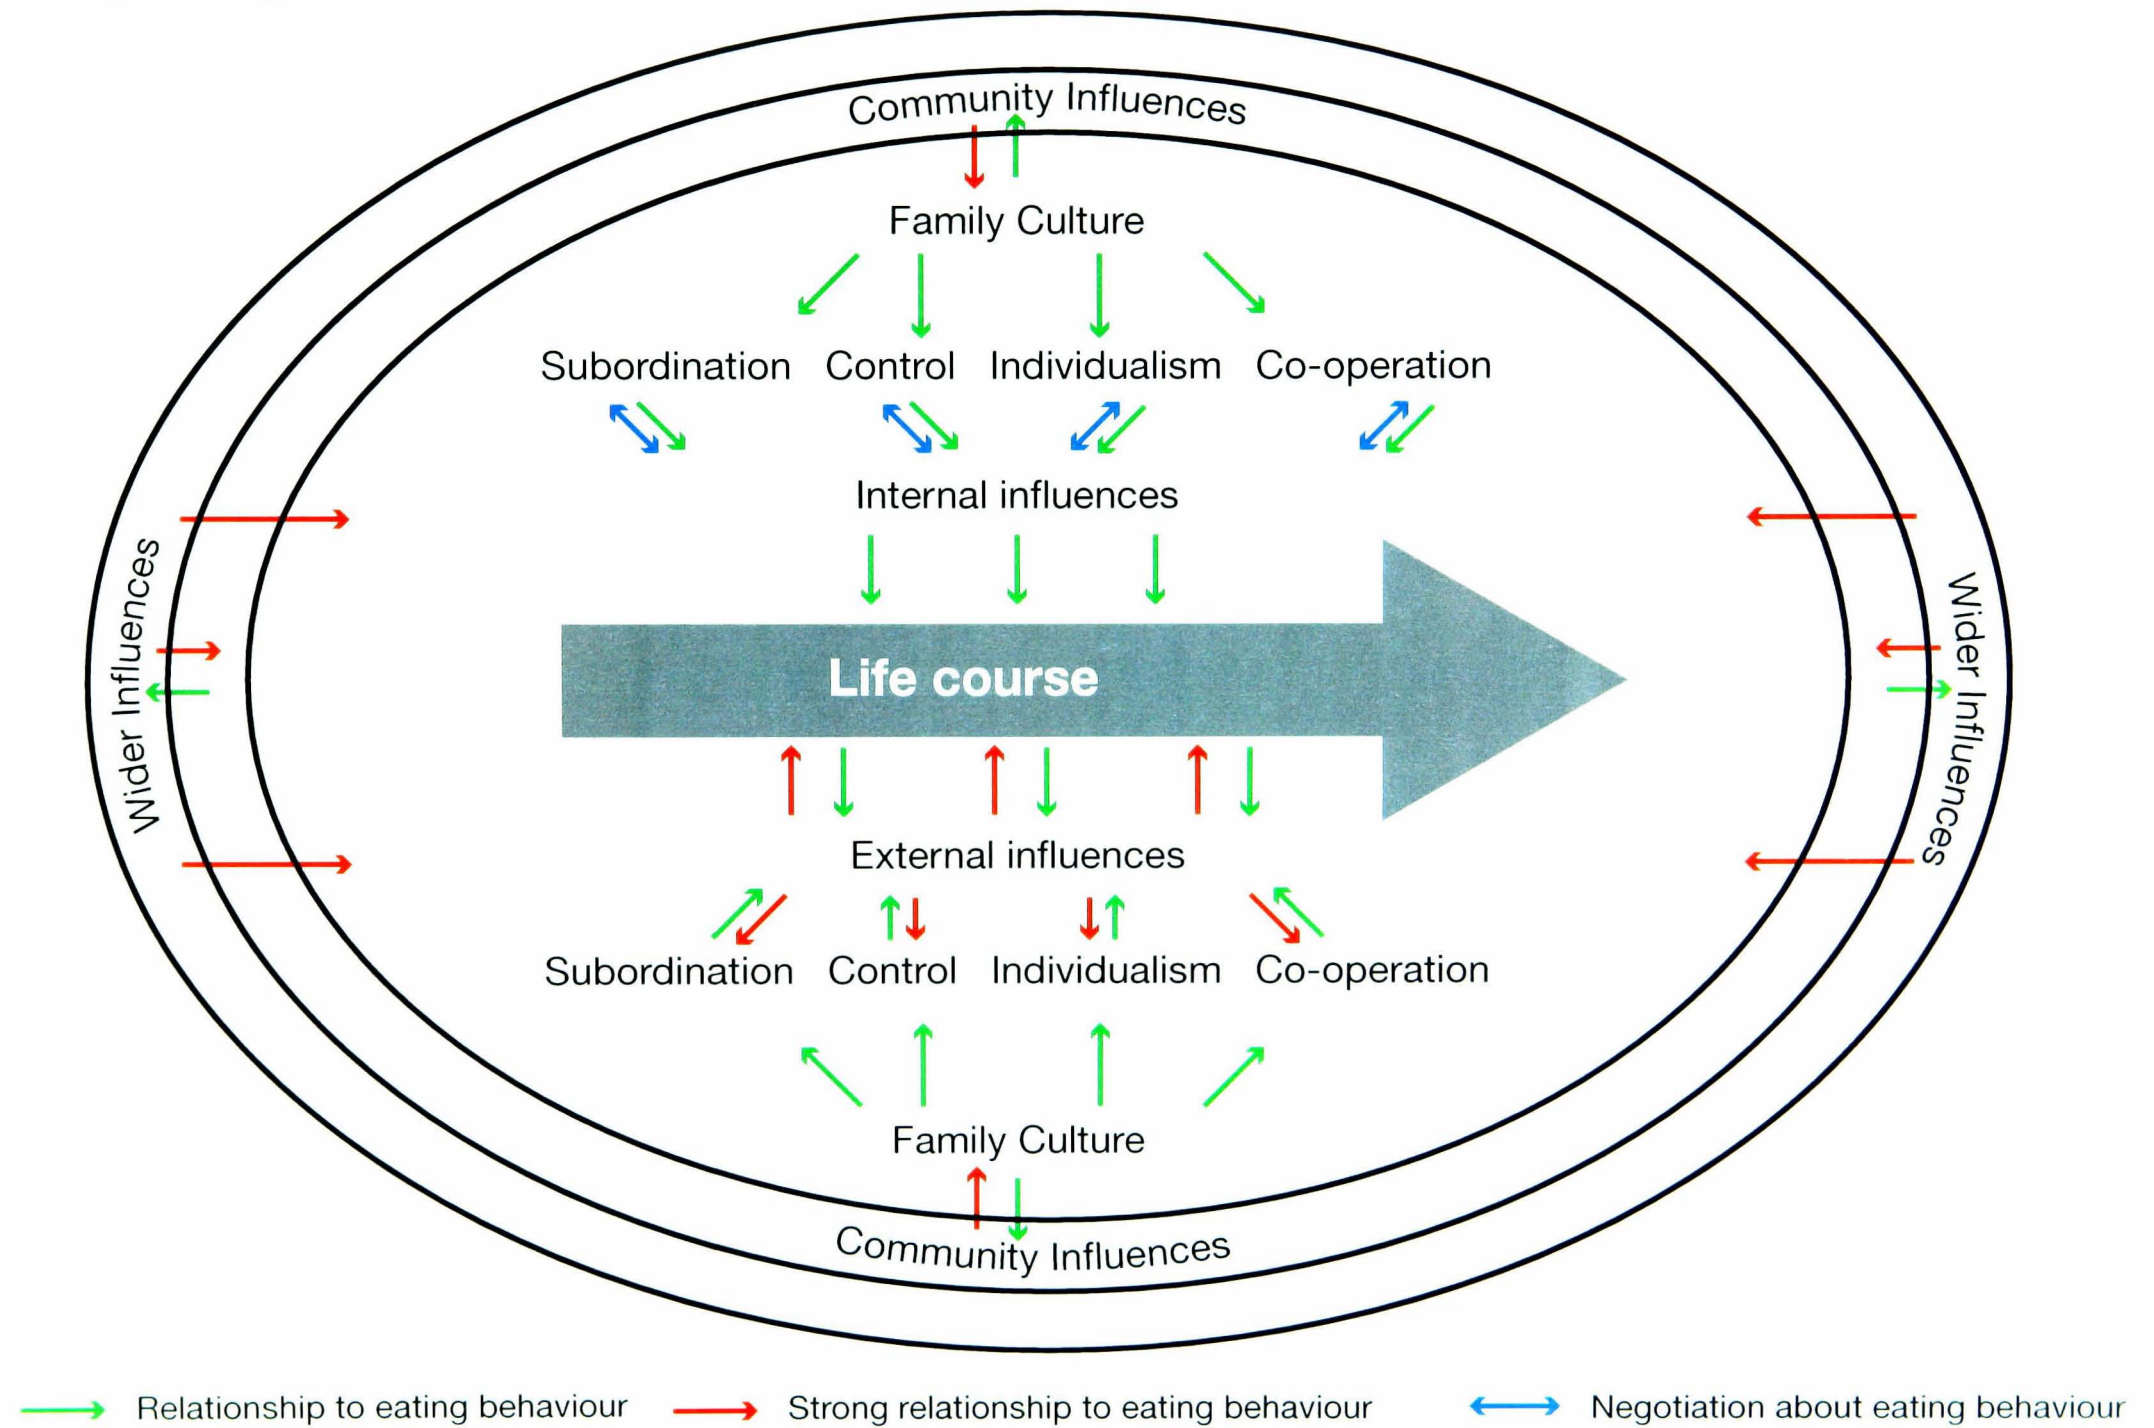 Community Influences
Family Culture
Subordination Control Individualism Co-operation
Internal influences
Wider Influences
Wider Influences
Life course
External influences
Subordination Control Individualism Co-operation
Family Culture
Community Influences
Relationship to eating behaviour Strong relationship to eating behaviour Negotiation about eating behaviour